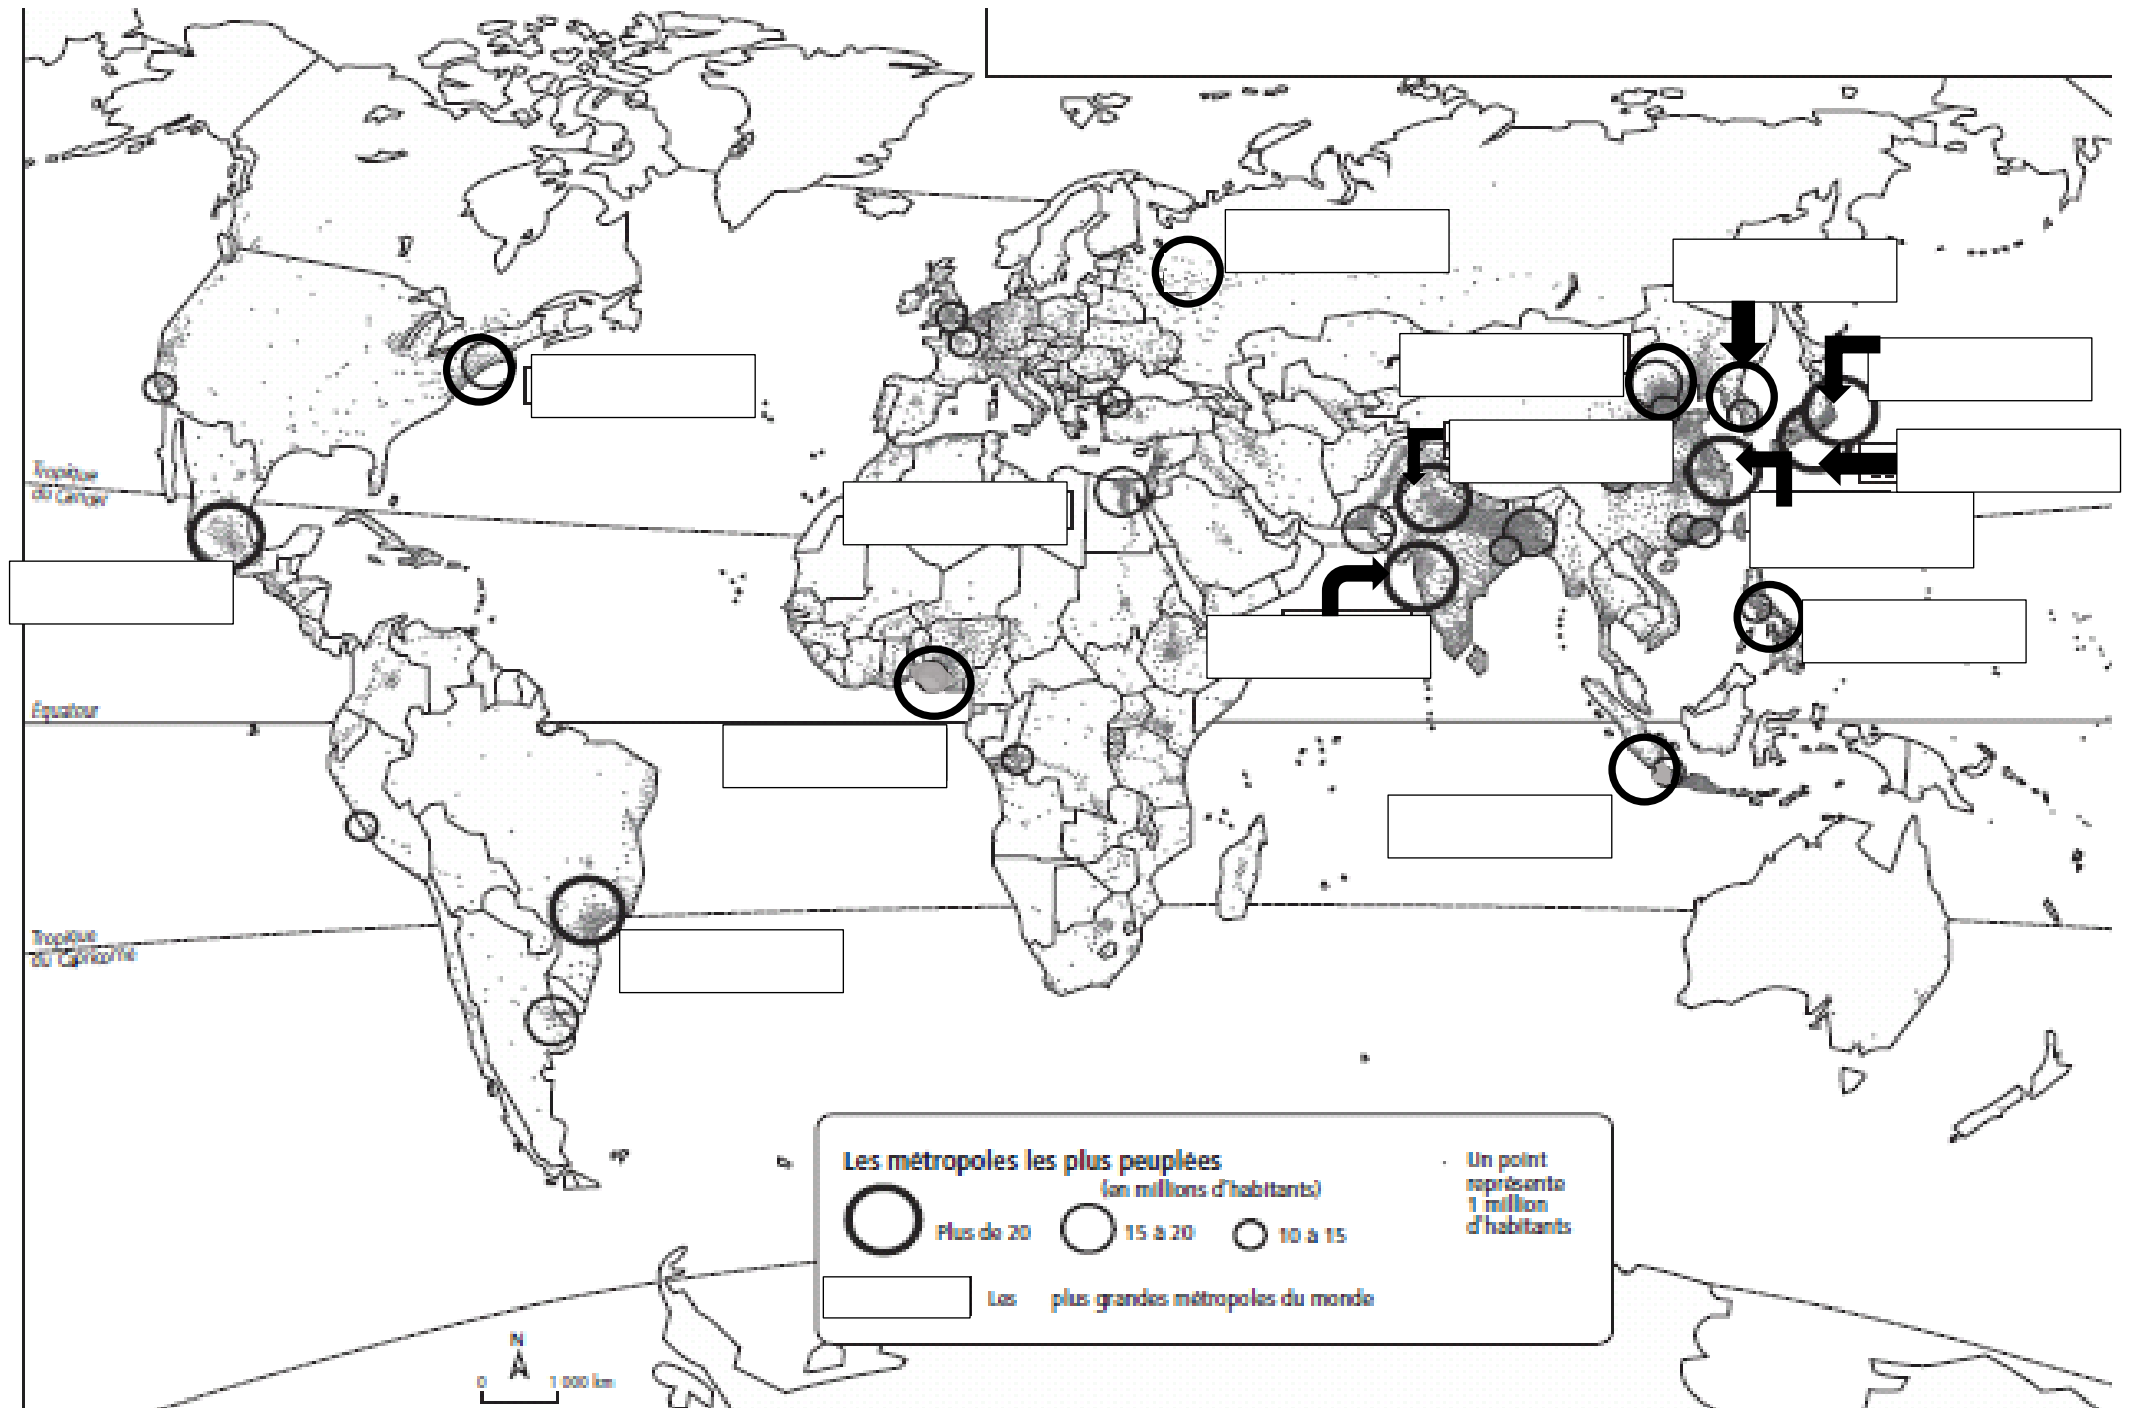 Tropique
du Cancer
Equateur
Tropique
du Capricorne
Les métropoles les plus peuplées
(en millions d'habitants)
Plus de 20
15 à 20
10 à 15
Un point
représente
1 million
d'habitants
Les plus grandes métropoles du monde
N
0 1 000 km